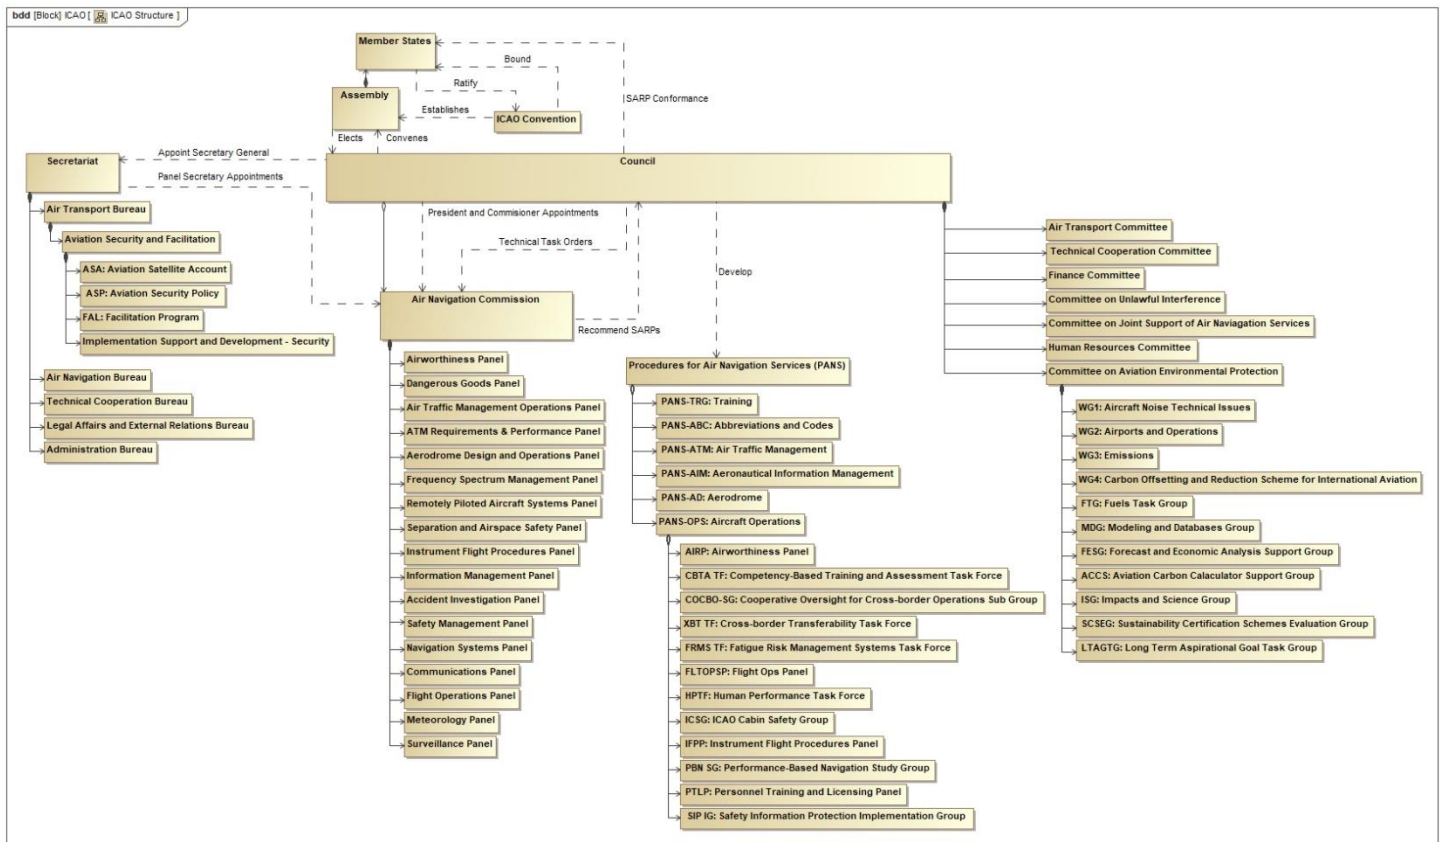 bdd [Block] ICAO [ ICAO Structure ]
Member States
Bound
Ratify
SARP Conformance
Assembly
Establishes
ICAO Convention
Elects
Convenes
Secretariat
Appoint Secretary General
Council
Panel Secretary Appointments
Air Transport Bureau
Aviation Security and Facilitation
ASA: Aviation Satellite Account
ASP: Aviation Security Policy
FAL: Facilitation Program
Implementation Support and Development - Security
Air Navigation Bureau
Technical Cooperation Bureau
Legal Affairs and External Relations Bureau
Administration Bureau
President and Commisioner Appointments
Technical Task Orders
Develop
Air Navigation Commission
Recommend SARPs
Airworthiness Panel
Dangerous Goods Panel
Air Traffic Management Operations Panel
ATM Requirements & Performance Panel
Aerodrome Design and Operations Panel
Frequency Spectrum Management Panel
Remotely Piloted Aircraft Systems Panel
Separation and Airspace Safety Panel
Instrument Flight Procedures Panel
Information Management Panel
Accident Investigation Panel
Safety Management Panel
Navigation Systems Panel
Communications Panel
Flight Operations Panel
Meteorology Panel
Surveillance Panel
Procedures for Air Navigation Services (PANS)
PANS-TRG: Training
PANS-ABC: Abbreviations and Codes
PANS-ATM: Air Traffic Management
PANS-AIM: Aeronautical Information Management
PANS-AD: Aerodrome
PANS-OPS: Aircraft Operations
AIRP: Airworthiness Panel
CBTA TF: Competency-Based Training and Assessment Task Force
COCBO-SG: Cooperative Oversight for Cross-border Operations Sub Group
XBT TF: Cross-border Transferability Task Force
FRMS TF: Fatigue Risk Management Systems Task Force
FLTOPSP: Flight Ops Panel
HPTF: Human Performance Task Force
ICSG: ICAO Cabin Safety Group
IFPP: Instrument Flight Procedures Panel
PBN SG: Performance-Based Navigation Study Group
PTLP: Personnel Training and Licensing Panel
SIP IG: Safety Information Protection Implementation Group
Air Transport Committee
Technical Cooperation Committee
Finance Committee
Committee on Unlawful Interference
Committee on Joint Support of Air Naviagation Services
Human Resources Committee
Committee on Aviation Environmental Protection
WG1: Aircraft Noise Technical Issues
WG2: Airports and Operations
WG3: Emissions
WG4: Carbon Offsetting and Reduction Scheme for International Aviation
FTG: Fuels Task Group
MDG: Modeling and Databases Group
FESG: Forecast and Economic Analysis Support Group
ACCS: Aviation Carbon Calaculator Support Group
ISG: Impacts and Science Group
SCSEG: Sustainability Certification Schemes Evaluation Group
LTAGTG: Long Term Aspirational Goal Task Group